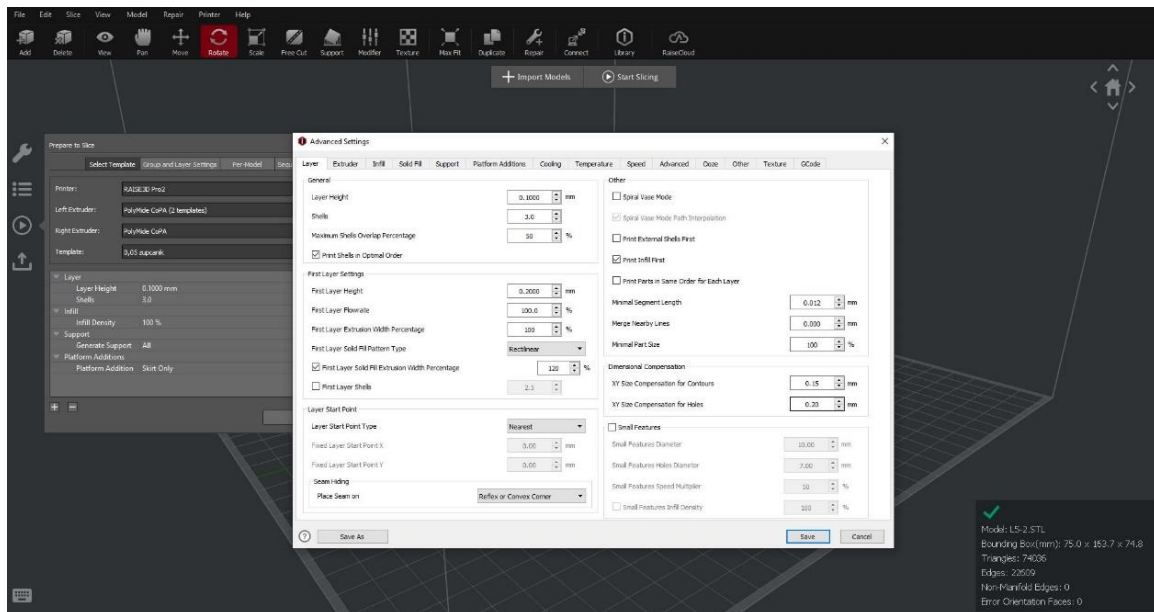 File Edit Slice View Model Repair Printer Help
Add Delete View Pan Move Rotate Scale Free Cut Support Modifier Texture Max Fit Duplicate Repair Connect Library RaiseCloud
Import Models Start Slicing
Prepare to Slice
Select Template Group and Layer Settings Per-Model
Printer: RAISE3D Pro2
Left Extruder: PolyMide CoPA (2 templates)
Right Extruder: PolyMide CoPA
Template: 0,05 zupcanik
Layer
Layer Height 0.1000 mm
Shells 3.0
Infill
Infill Density 100 %
Support
Generate Support All
Platform Additions
Platform Addition Skirt Only
Advanced Settings
Layer Extruder Infill Solid Fill Support Platform Additions Cooling Temperature Speed Advanced Ooze Other Texture GCode
General
Layer Height 0.1000 mm
Shells 3.0
Maximum Shells Overlap Percentage 50 %
Print Shells in Optimal Order
First Layer Settings
First Layer Height 0.2000 mm
First Layer Flowrate 100.0 %
First Layer Extrusion Width Percentage 100 %
First Layer Solid Fill Pattern Type Rectilinear
First Layer Solid Fill Extrusion Width Percentage 120 %
First Layer Shells 2.5
Layer Start Point
Layer Start Point Type Nearest
Fixed Layer Start Point X 0.00 mm
Fixed Layer Start Point Y 0.00 mm
Seam Hiding
Place Seam on Reflex or Convex Corner
Other
Spiral Vase Mode
Spiral Vase Mode Path Interpolation
Print External Shells First
Print Infill First
Print Parts in Same Order for Each Layer
Minimal Segment Length 0.012 mm
Merge Nearby Lines 0.000 mm
Minimal Part Size 100 %
Dimensional Compensation
XY Size Compensation for Contours 0.15 mm
XY Size Compensation for Holes 0.20 mm
Small Features
Small Features Diameter 10.00 mm
Small Features Holes Diameter 7.00 mm
Small Features Speed Multiplier 50 %
Small Features Infill Density 100 %
? Save As Save Cancel
Model: L5-2.STL
Bounding Box(mm): 75.0 x 153.7 x 74.8
Triangles: 74036
Edges: 22509
Non-Manifold Edges: 0
Error Orientation Faces: 0